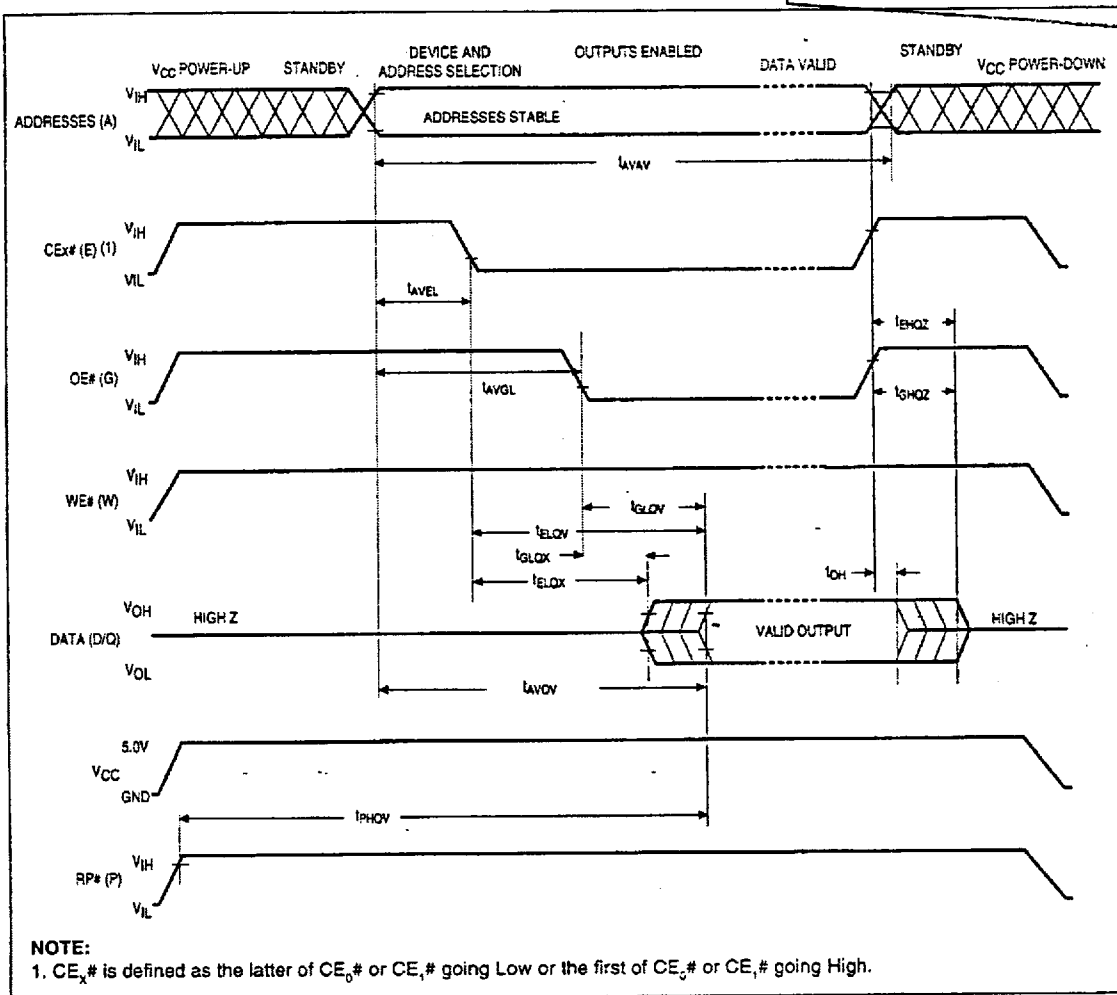 VCC POWER-UP
STANDBY
DEVICE AND
ADDRESS SELECTION
OUTPUTS ENABLED
DATA VALID
STANDBY
VCC POWER-DOWN
ADDRESSES (A)
VIH
VIL
ADDRESSES STABLE
tAVAV
CEx# (E) (1)
VIH
VIL
tAVEL
tEHQZ
OE# (G)
VIH
VIL
tAVGL
tGHQZ
WE# (W)
VIH
VIL
tGLQV
tELQV
tGLQX
tELQX
tOH
DATA (D/Q)
VOH
VOL
HIGH Z
VALID OUTPUT
HIGH Z
tAVQV
5.0V
VCC
GND
tPHQV
RP# (P)
VIH
VIL
NOTE:
1. CEx# is defined as the latter of CE0# or CE1# going Low or the first of CE0# or CE1# going High.